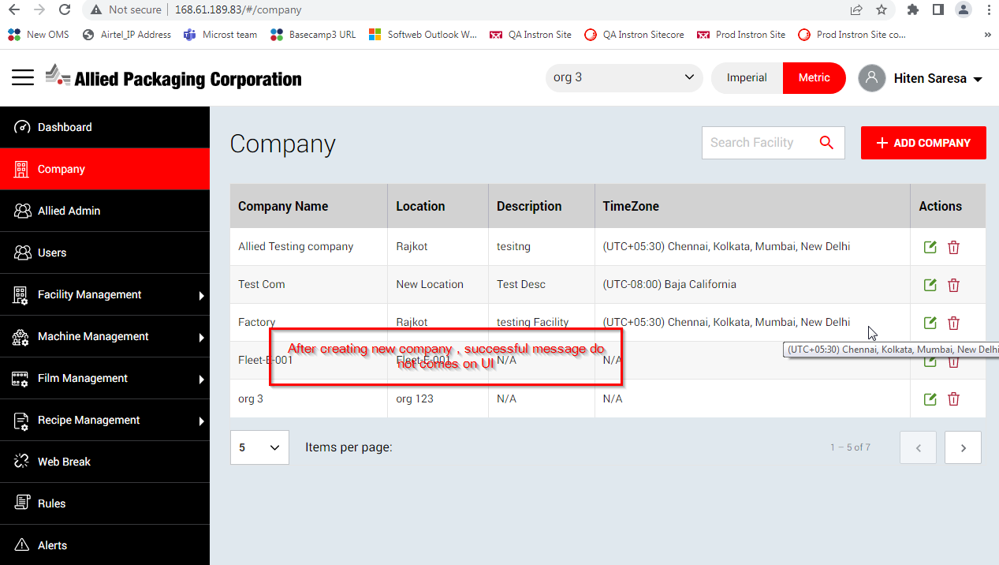 Not secure | 168.61.189.83/#/company
New OMS Airtel_IP Address Microst team Basecamp3 URL Softweb Outlook W... QA Instron Site QA Instron Sitecore Prod Instron Site Prod Instron Site co... »
Allied Packaging Corporation org 3 Imperial Metric Hiten Saresa
Dashboard
Company
Allied Admin
Users
Facility Management
Machine Management
Film Management
Recipe Management
Web Break
Rules
Alerts
Company Search Facility + ADD COMPANY
Company Name Location Description TimeZone Actions
Allied Testing company Rajkot tesitng (UTC+05:30) Chennai, Kolkata, Mumbai, New Delhi
Test Com New Location Test Desc (UTC-08:00) Baja California
Factory Rajkot testing Facility (UTC+05:30) Chennai, Kolkata, Mumbai, New Delhi
After creating new company , successful message do
not comes on UI
(UTC+05:30) Chennai, Kolkata, Mumbai, New Delhi
Fleet-E-001 Fleet-E-001 N/A N/A
org 3 org 123 N/A N/A
5 Items per page: 1 – 5 of 7